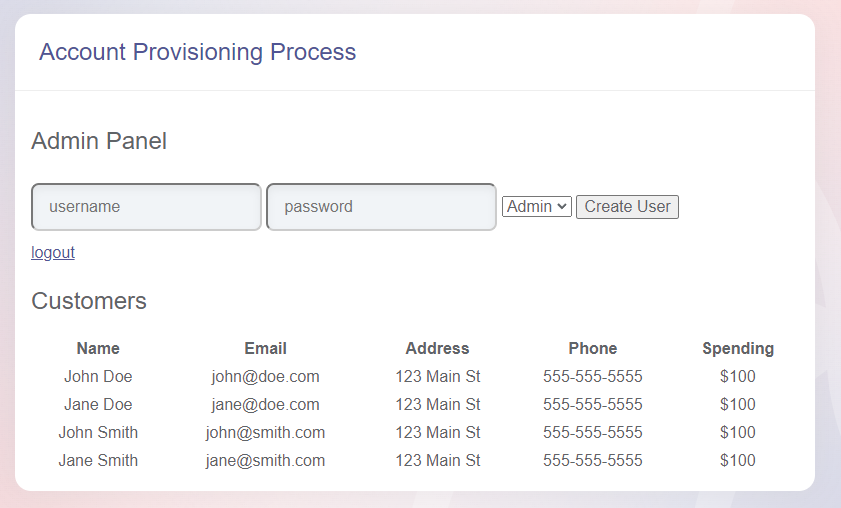 Account Provisioning Process
Admin Panel
username password Admin Create User
logout
Customers
Name Email Address Phone Spending
John Doe john@doe.com 123 Main St 555-555-5555 $100
Jane Doe jane@doe.com 123 Main St 555-555-5555 $100
John Smith john@smith.com 123 Main St 555-555-5555 $100
Jane Smith jane@smith.com 123 Main St 555-555-5555 $100